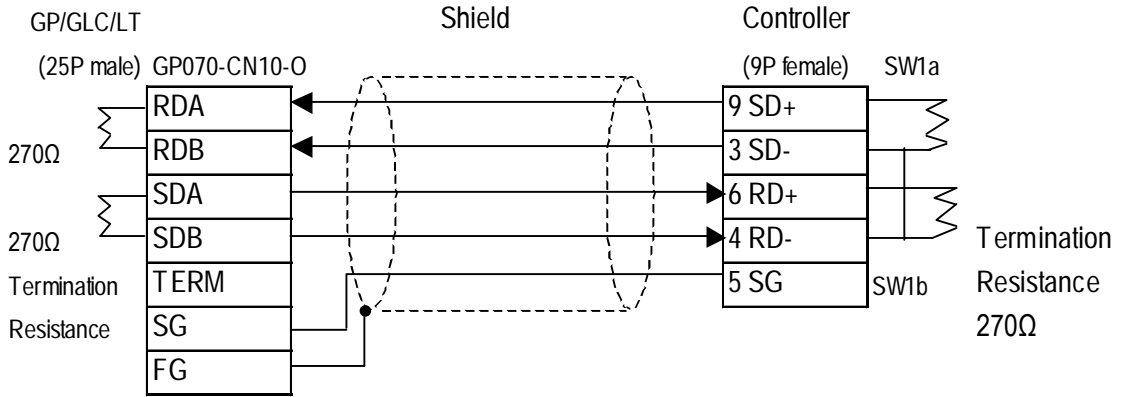 GP/GLC/LT
Shield
Controller
(25P male) GP070-CN10-O
(9P female)
SW1a
RDA
9 SD+
RDB
3 SD-
270Ω
SDA
6 RD+
SDB
4 RD-
270Ω
Termination
Resistance
TERM
5 SG
SW1b
SG
FG
Termination
Resistance
270Ω